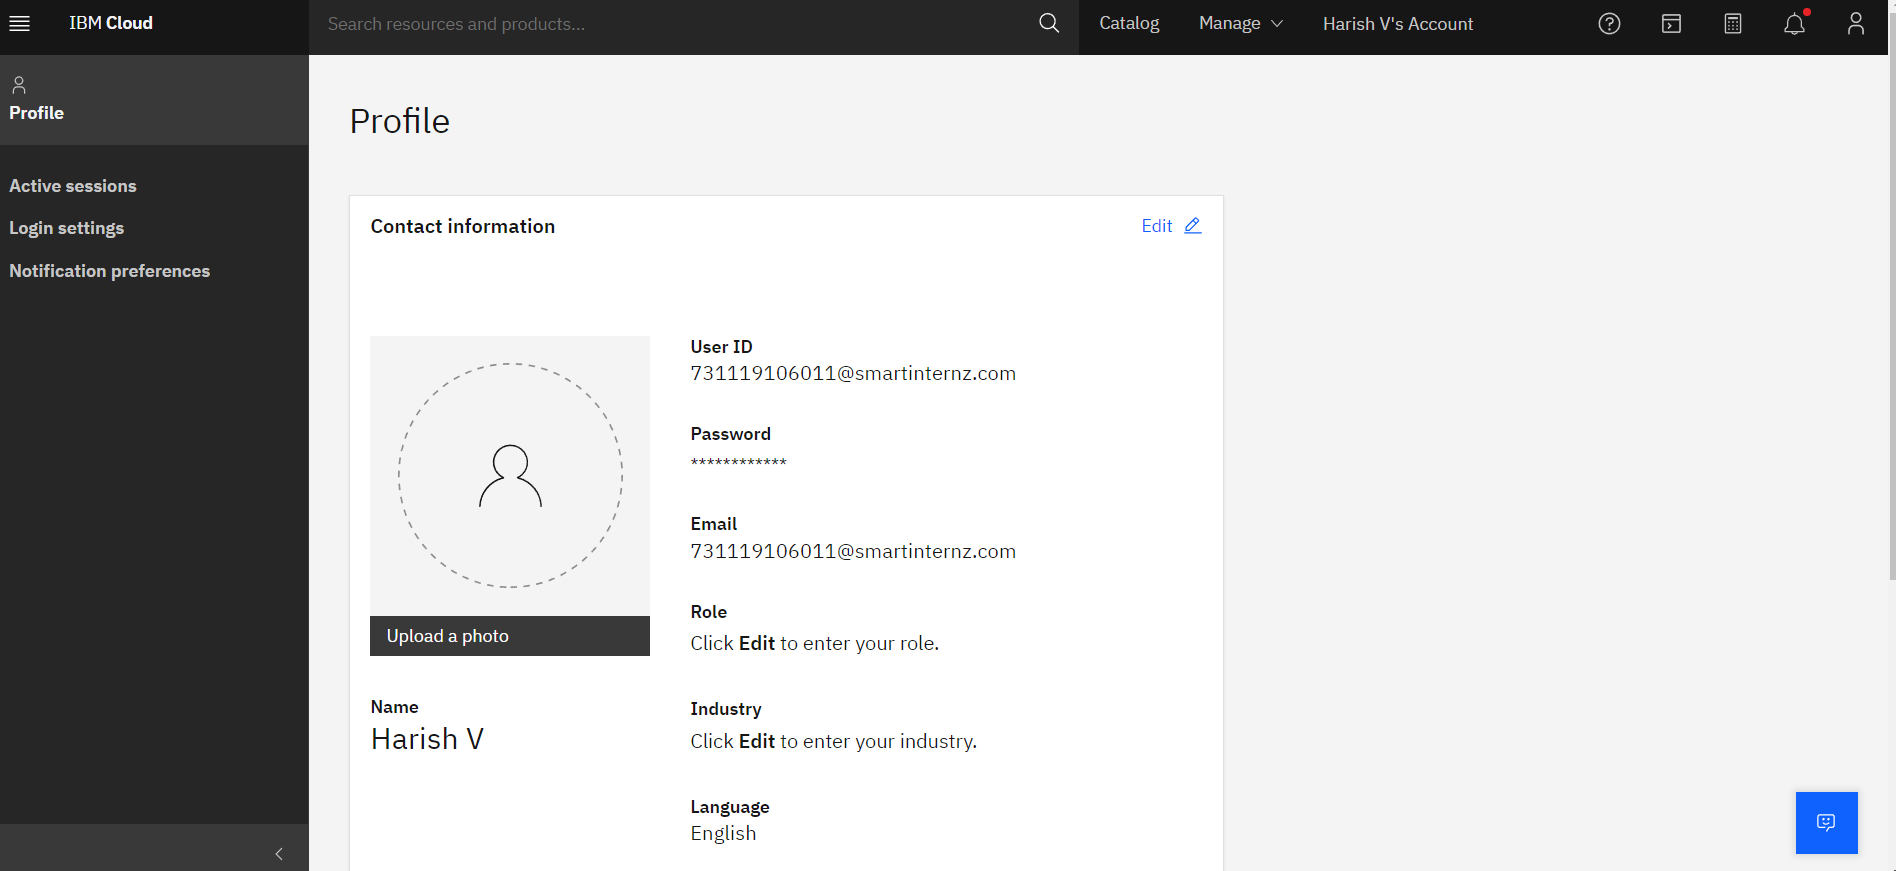 IBM Cloud
Search resources and products...
Catalog
Manage
Harish V's Account
Profile
Active sessions
Login settings
Notification preferences
Profile
Contact information
Edit
Upload a photo
Name
Harish V
User ID
731119106011@smartinternz.com
Password
************
Email
731119106011@smartinternz.com
Role
Click Edit to enter your role.
Industry
Click Edit to enter your industry.
Language
English